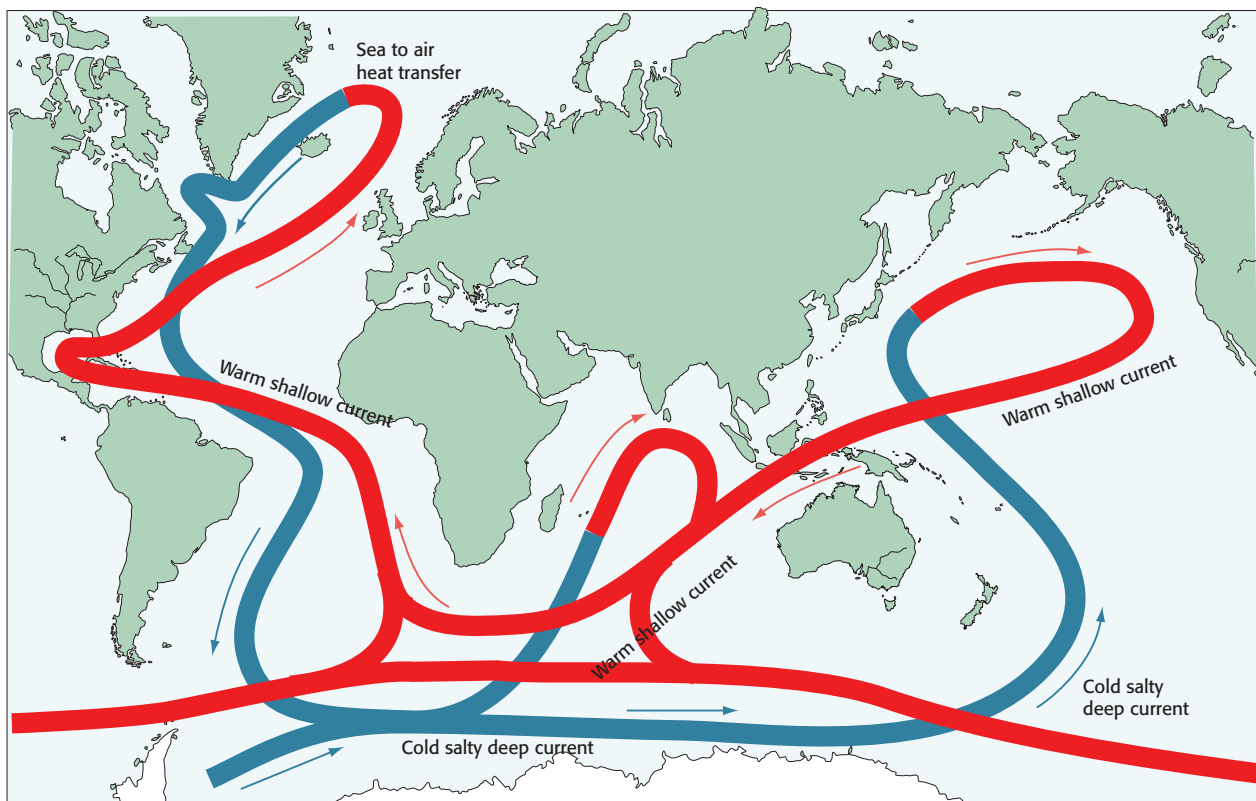 Sea to air
heat transfer
Warm shallow current
Warm shallow current
Warm shallow current
Cold salty
deep current
Cold salty deep current